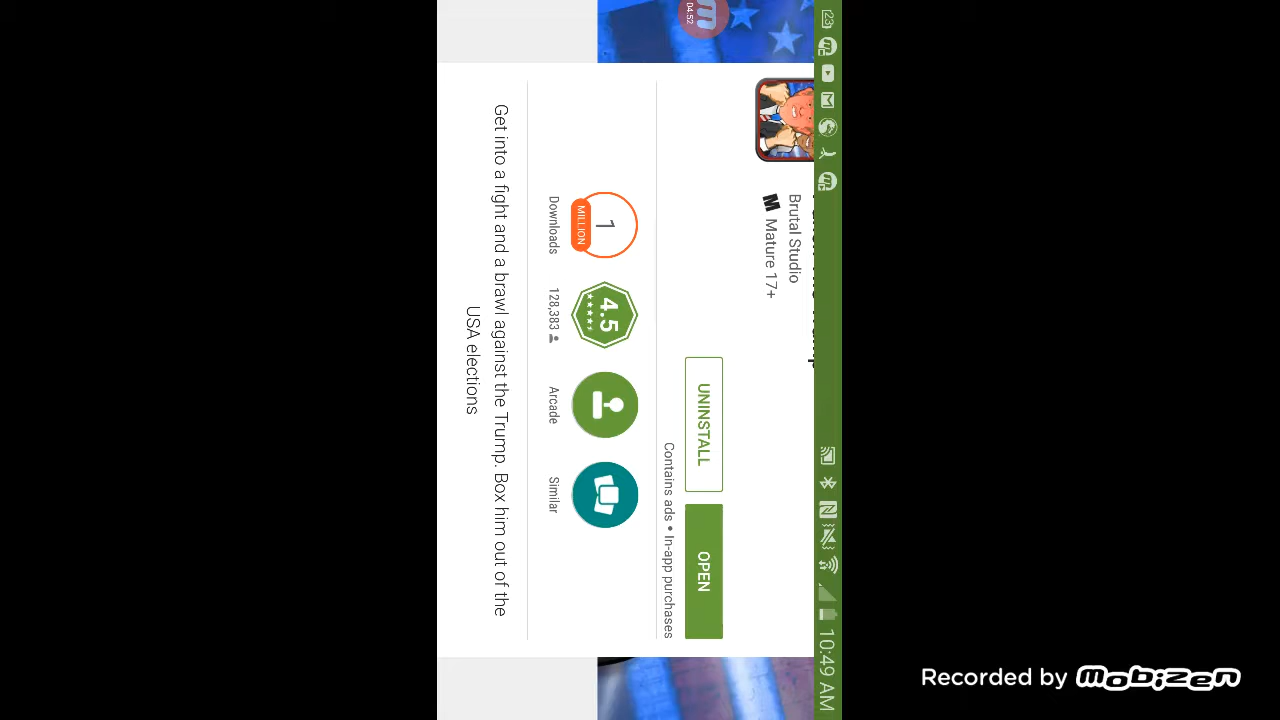 23
10:49 AM
04:52
Brutal Studio
Mature 17+
UNINSTALL
OPEN
Contains ads • In-app purchases
1
MILLION
4.5
Downloads
128,383
Arcade
Similar
Get into a fight and a brawl against the Trump. Box him out of the
USA elections
Recorded by mobizen